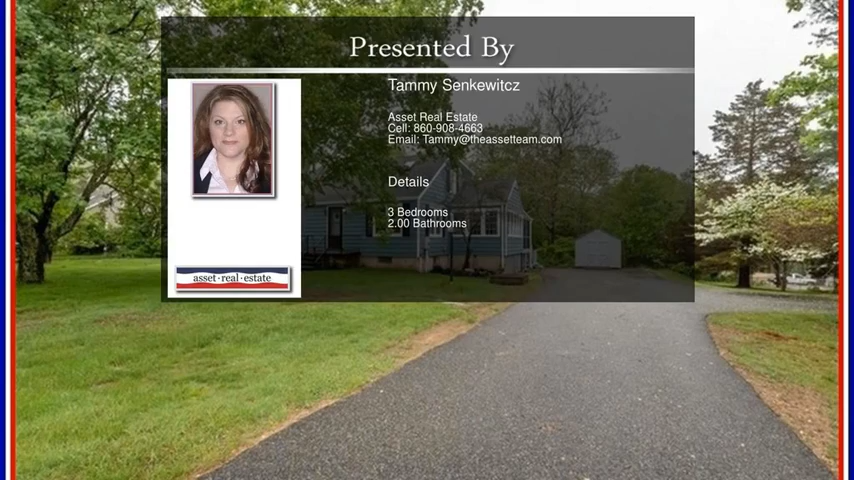 Presented By
Tammy Senkewitcz
Asset Real Estate
Cell: 860-908-4663
Email: Tammy@theassetteam.com
Details
3 Bedrooms
2.00 Bathrooms
asset·real·estate